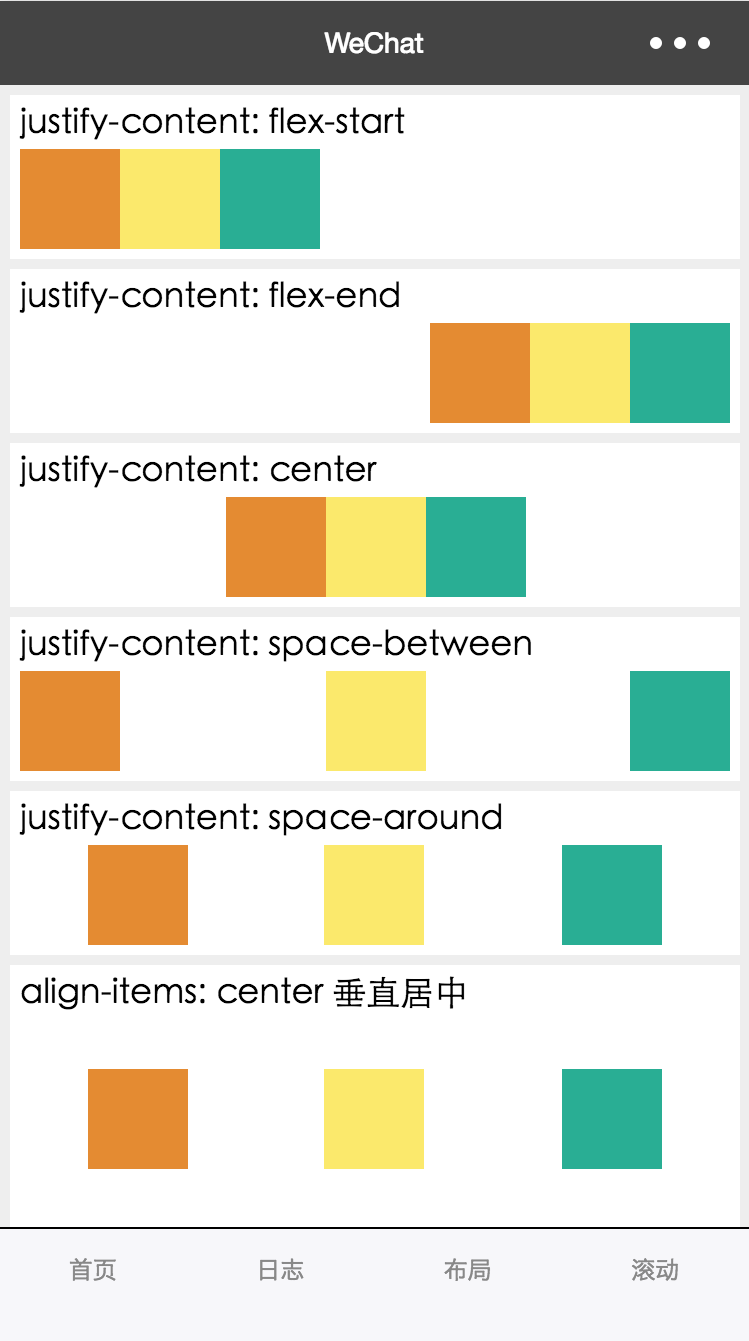 WeChat
justify-content: flex-start
justify-content: flex-end
justify-content: center
justify-content: space-between
justify-content: space-around
align-items: center 垂直居中
首页 日志 布局 滚动